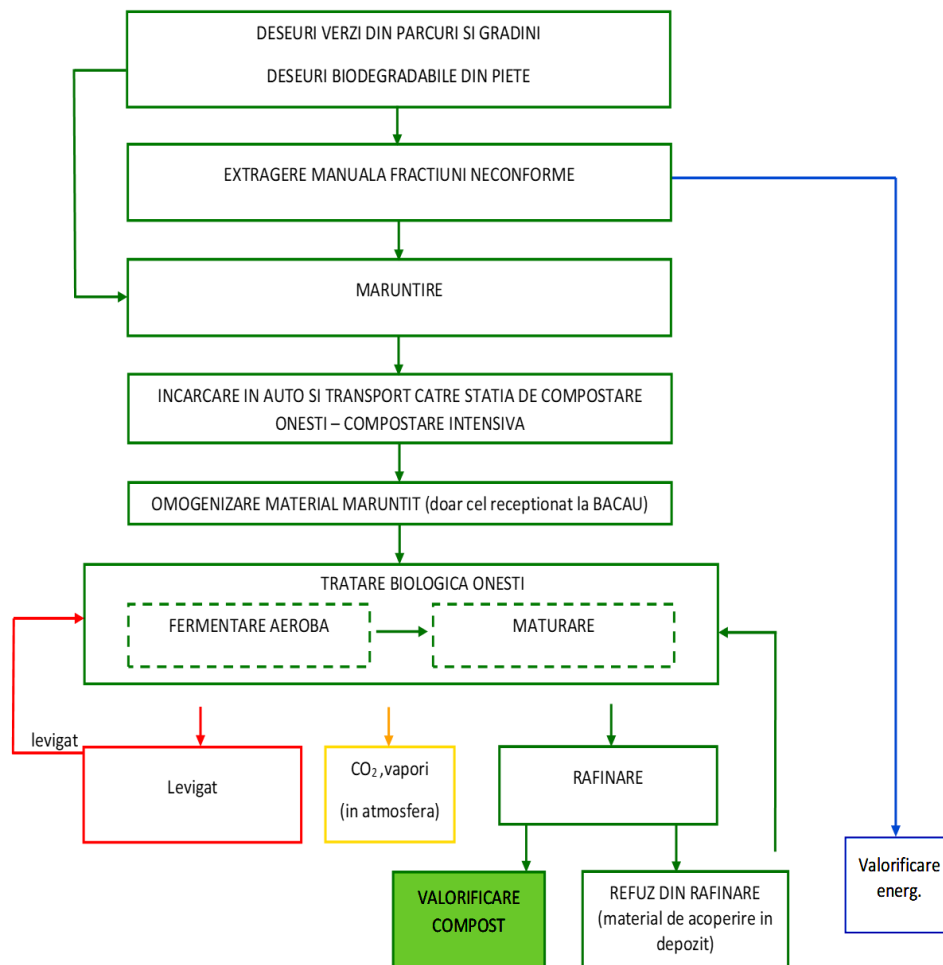 DESEURI VERZI DIN PARCURI SI GRADINI
DESEURI BIODEGRADABILE DIN PIETE
EXTRAGERE MANUALA FRACTIUNI NECONFORME
MARUNTIRE
INCARCARE IN AUTO SI TRANSPORT CATRE STATIA DE COMPOSTARE
ONESTI – COMPOSTARE INTENSIVA
OMOGENIZARE MATERIAL MARUNTIT (doar cel receptionat la BACAU)
TRATARE BIOLOGICA ONESTI
FERMENTARE AEROBA
MATURARE
levigat
Levigat
CO₂ ,vapori
(in atmosfera)
RAFINARE
VALORIFICARE
COMPOST
REFUZ DIN RAFINARE
(material de acoperire in
depozit)
Valorificare
energ.